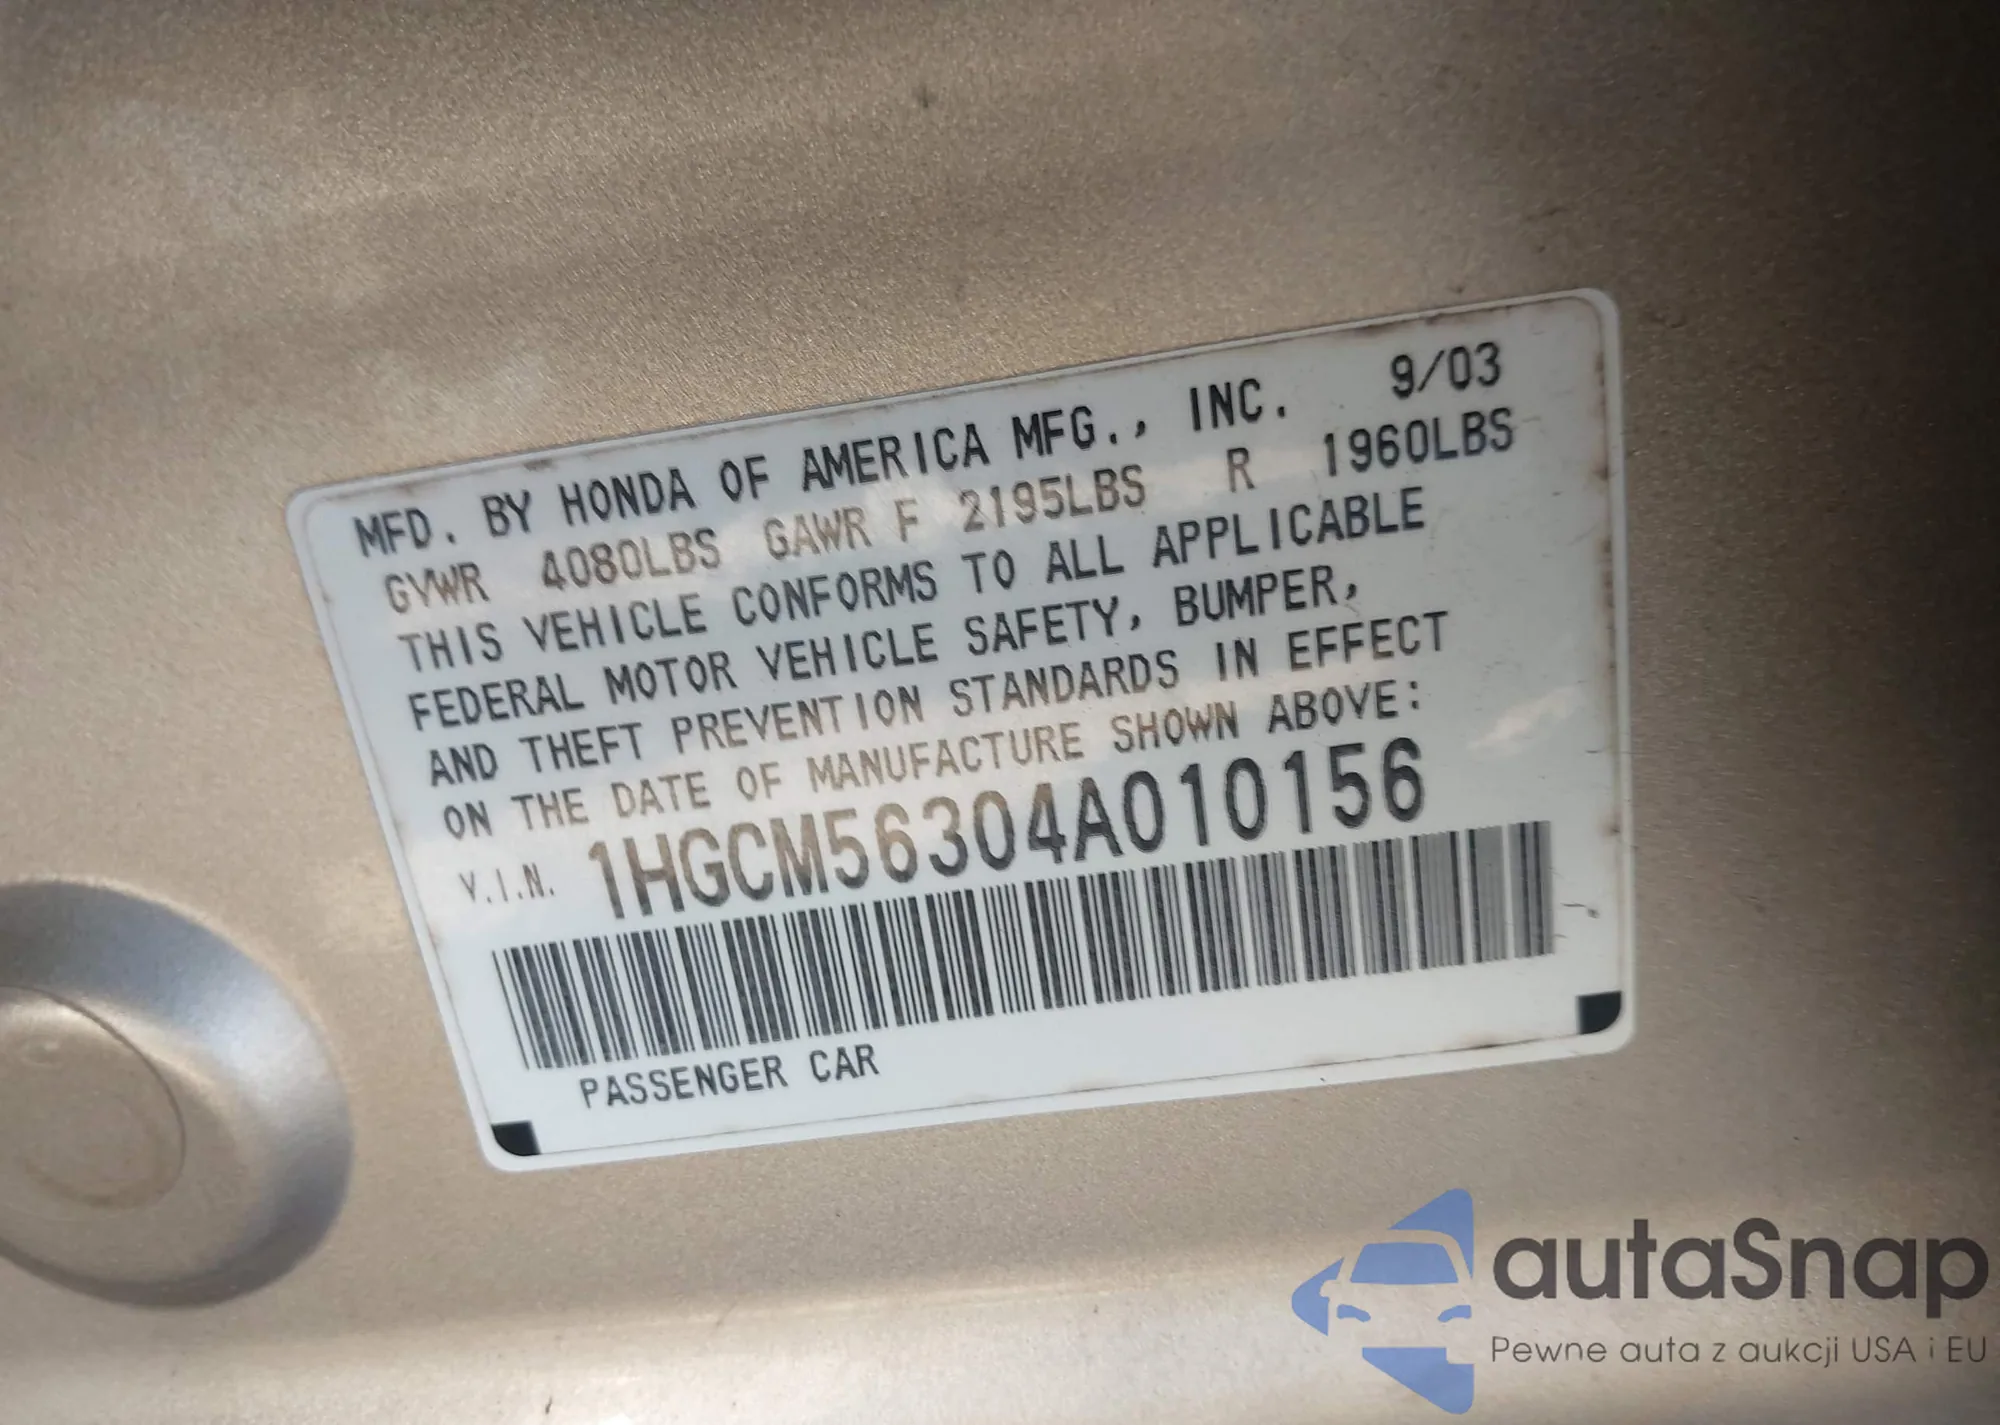 MFD. BY HONDA OF AMERICA MFG., INC. 9/03
GVWR 4080LBS GAWR F 2195LBS R 1960LBS
THIS VEHICLE CONFORMS TO ALL APPLICABLE
FEDERAL MOTOR VEHICLE SAFETY, BUMPER,
AND THEFT PREVENTION STANDARDS IN EFFECT
ON THE DATE OF MANUFACTURE SHOWN ABOVE:
V.I.N. 1HGCM56304A010156
PASSENGER CAR
autaSnap
Pewne auta z aukcji USA i EU